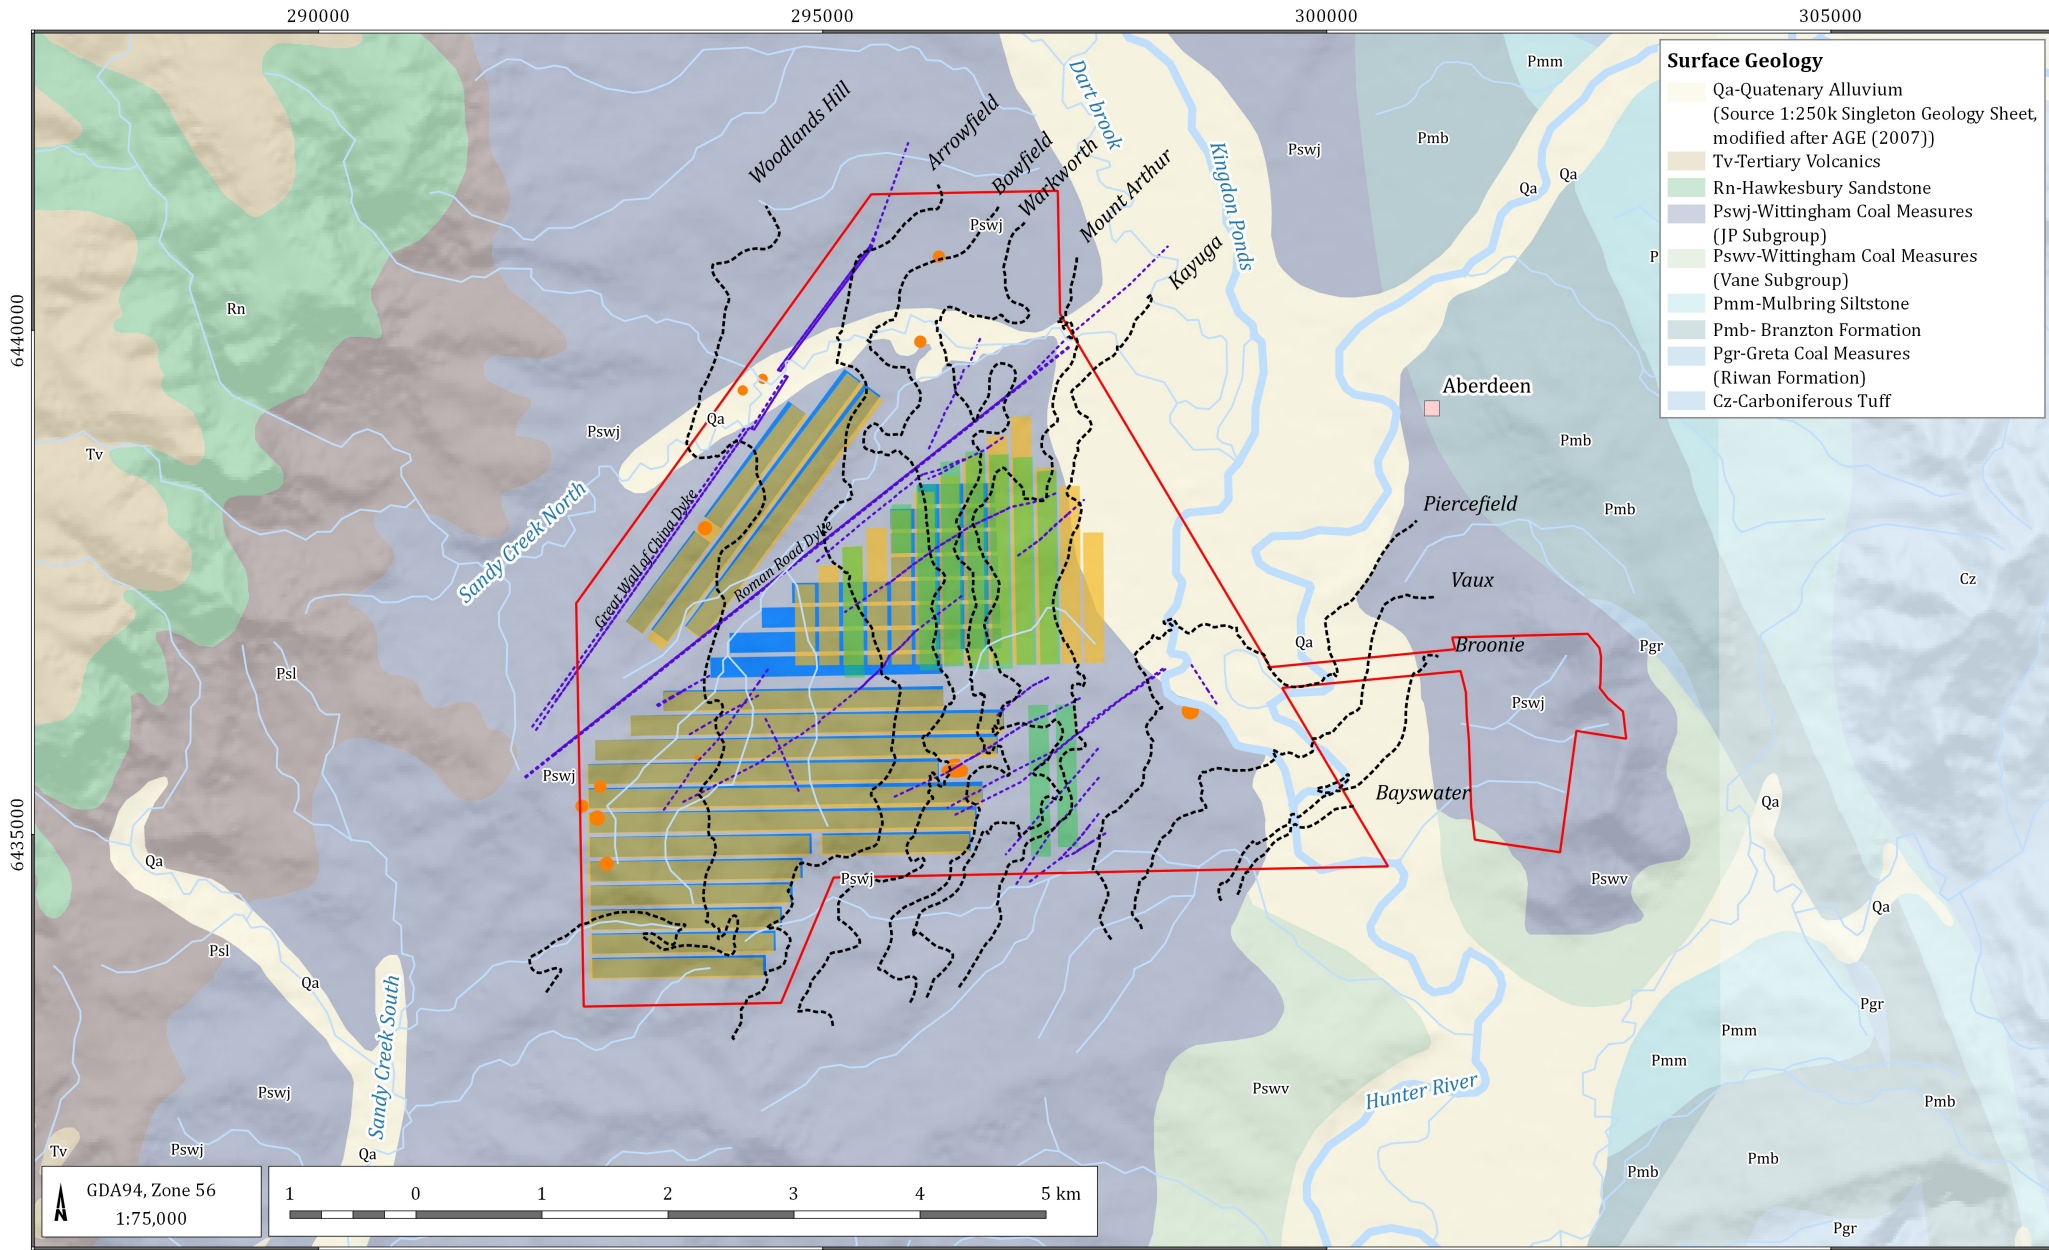 290000
295000
300000
305000
6440000
6435000
Surface Geology
Qa-Quatenary Alluvium
(Source 1:250k Singleton Geology Sheet,
modified after AGE (2007))
Tv-Tertiary Volcanics
Rn-Hawkesbury Sandstone
Pswj-Wittingham Coal Measures
(JP Subgroup)
Pswv-Wittingham Coal Measures
(Vane Subgroup)
Pmm-Mulbring Siltstone
Pmb- Branzton Formation
Pgr-Greta Coal Measures
(Riwan Formation)
Cz-Carboniferous Tuff
Woodlands Hill
Arrowfield
Bowfield
Warkworth
Mount Arthur
Kayuga
Dart brook
Kingdon Ponds
Pmm
Pmb
Pswj
Qa
Qa
Pswj
P
Rn
Aberdeen
Pswj
Qa
Tv
Pmb
Piercefield
Pmb
Sandy Creek North
Great Wall of China Dyke
Roman Road Dyke
Vaux
Cz
Qa
Broonie
Pgr
Psl
Pswj
Pswj
Bayswater
Qa
Qa
Pswj
Pswv
Qa
Psl
Qa
Sandy Creek South
Pgr
Pmm
Pmm
Pswj
Pswv
Hunter River
Pmb
Tv
Pswj
Qa
Pmb
Pmb
Pgr
GDA94, Zone 56
1:75,000
1 0 1 2 3 4 5 km